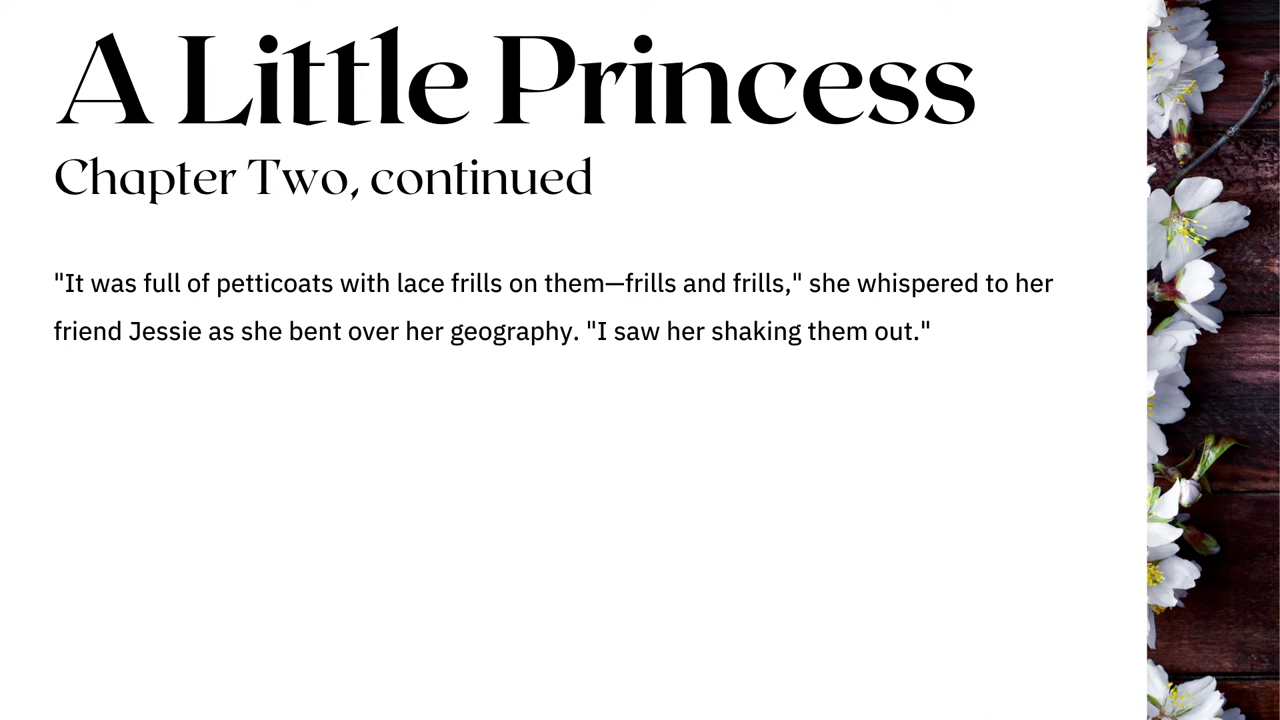 A Little Princess
Chapter Two, continued
"It was full of petticoats with lace frills on them—frills and frills," she whispered to her
friend Jessie as she bent over her geography. "I saw her shaking them out."